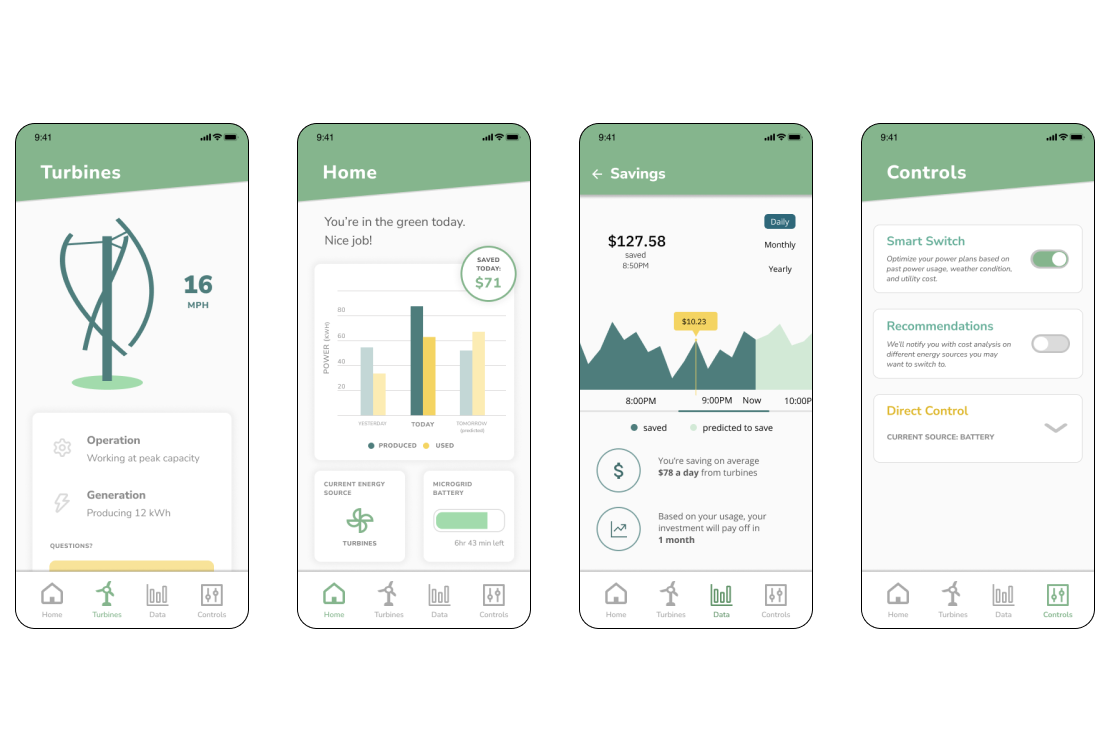 9:41
Turbines
16
MPH
Operation
Working at peak capacity
Generation
Producing 12 kWh
QUESTIONS?
Home
Turbines
Data
Controls
9:41
Home
You're in the green today.
Nice job!
SAVED
TODAY:
$71
80
60
40
20
POWER (KWH)
YESTERDAY
TODAY
TOMORROW
(predicted)
PRODUCED
USED
CURRENT ENERGY
SOURCE
TURBINES
MICROGRID
BATTERY
6hr 43 min left
Home
Turbines
Data
Controls
9:41
Savings
$127.58
saved
8:50PM
Daily
Monthly
Yearly
$10.23
8:00PM
9:00PM
Now
10:00P
saved
predicted to save
You're saving on average
$78 a day from turbines
Based on your usage, your
investment will pay off in
1 month
Home
Turbines
Data
Controls
9:41
Controls
Smart Switch
Optimize your power plans based on
past power usage, weather condition,
and utility cost.
Recommendations
We'll notify you with cost analysis on
different energy sources you may
want to switch to.
Direct Control
CURRENT SOURCE: BATTERY
Home
Turbines
Data
Controls